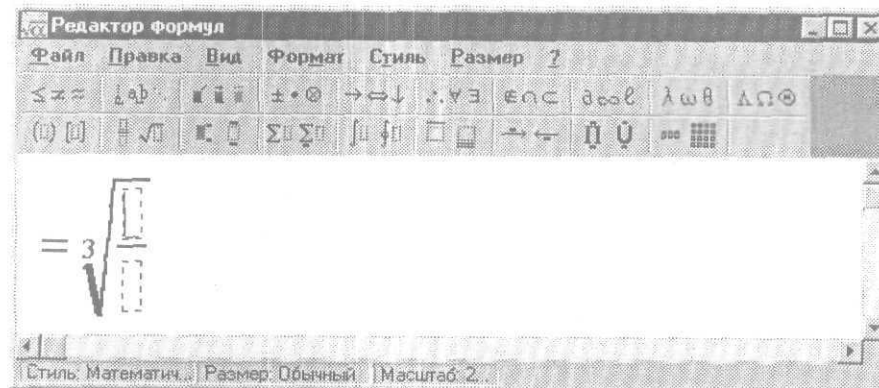 Редактор формул
Файл Правка Вид Формат Стиль Размер ?
≤ ≠ ≈ ± • ⊗ → ⇔ ↓ ∴ ∀ ∃ ∉ ∩ ⊂ ∂ ∞ ℓ λ ω θ Λ Ω ⊛
Σ Σ ∫ ∮ Π Ụ
= 3√
Стиль: Математич... Размер: Обычный Масштаб: 2...